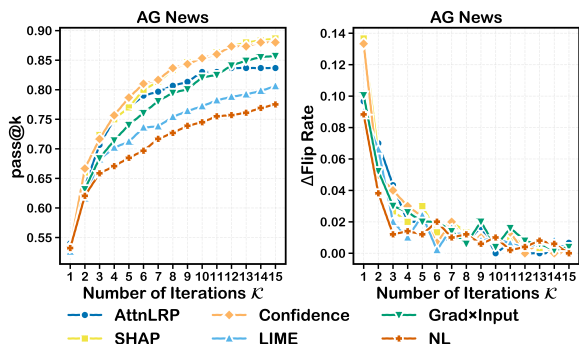 AG News
pass@k
0.90
0.85
0.80
0.75
0.70
0.65
0.60
0.55
1 2 3 4 5 6 7 8 9 10 11 12 13 14 15
Number of Iterations K
AG News
ΔFlip Rate
0.14
0.12
0.10
0.08
0.06
0.04
0.02
0.00
1 2 3 4 5 6 7 8 9 10 11 12 13 14 15
Number of Iterations K
AttnLRP Confidence Grad×Input
SHAP LIME NL